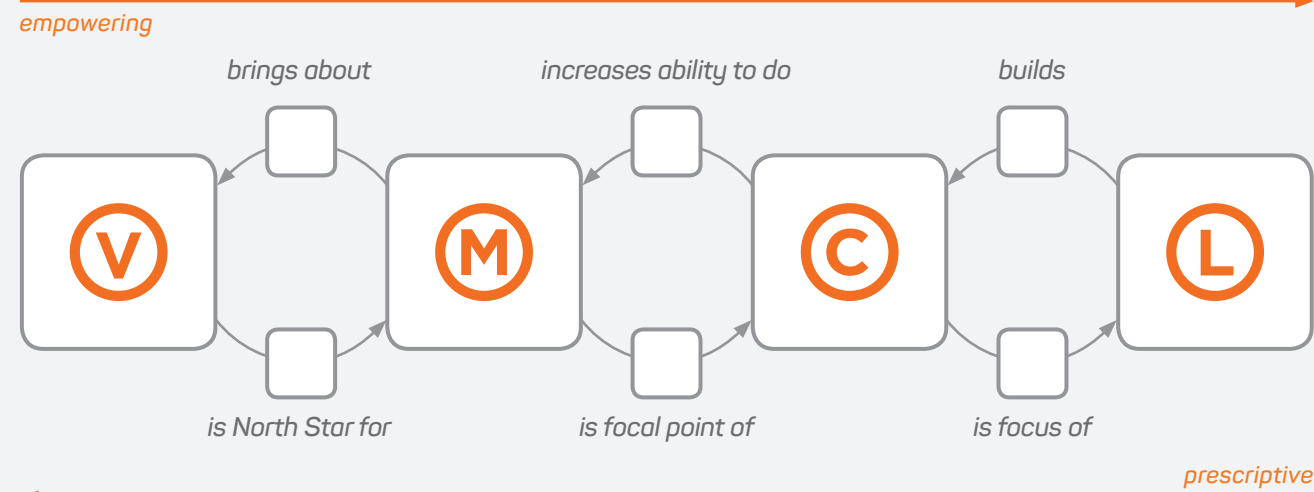 empowering
brings about
increases ability to do
builds
V
M
C
L
is North Star for
is focal point of
is focus of
prescriptive